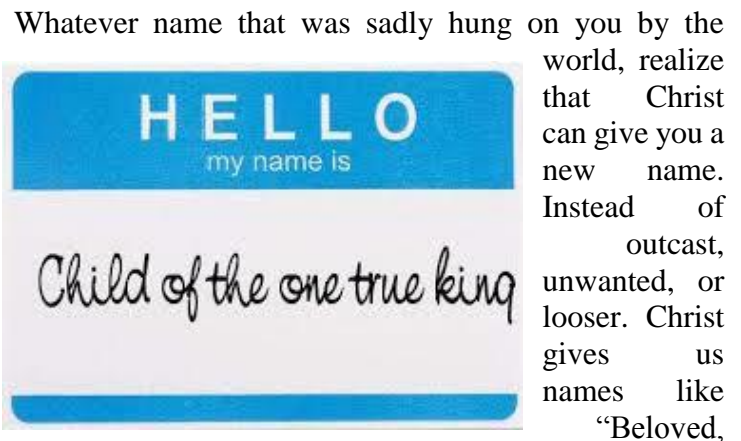 Whatever name that was sadly hung on you by the
world, realize
that Christ
can give you a
new name.
Instead of
outcast,
unwanted, or
looser. Christ
gives us
names like
“Beloved,
HELLO
my name is
Child of the one true king